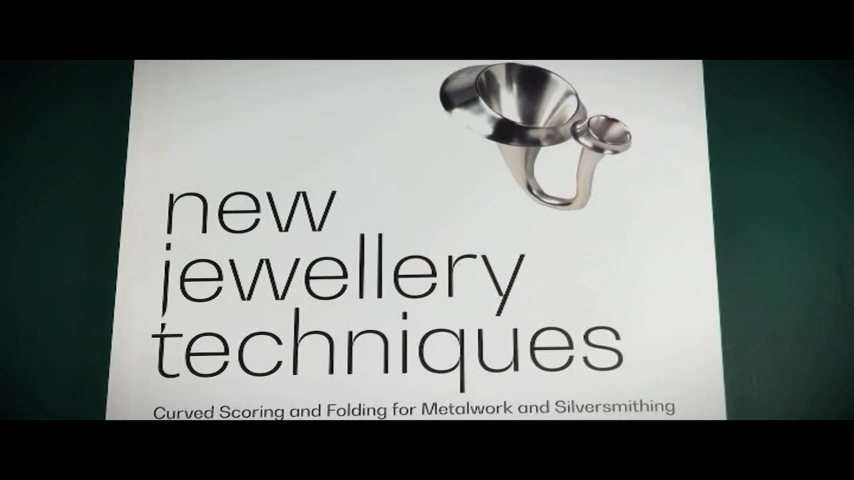 new
jewellery
techniques
Curved Scoring and Folding for Metalwork and Silversmithing